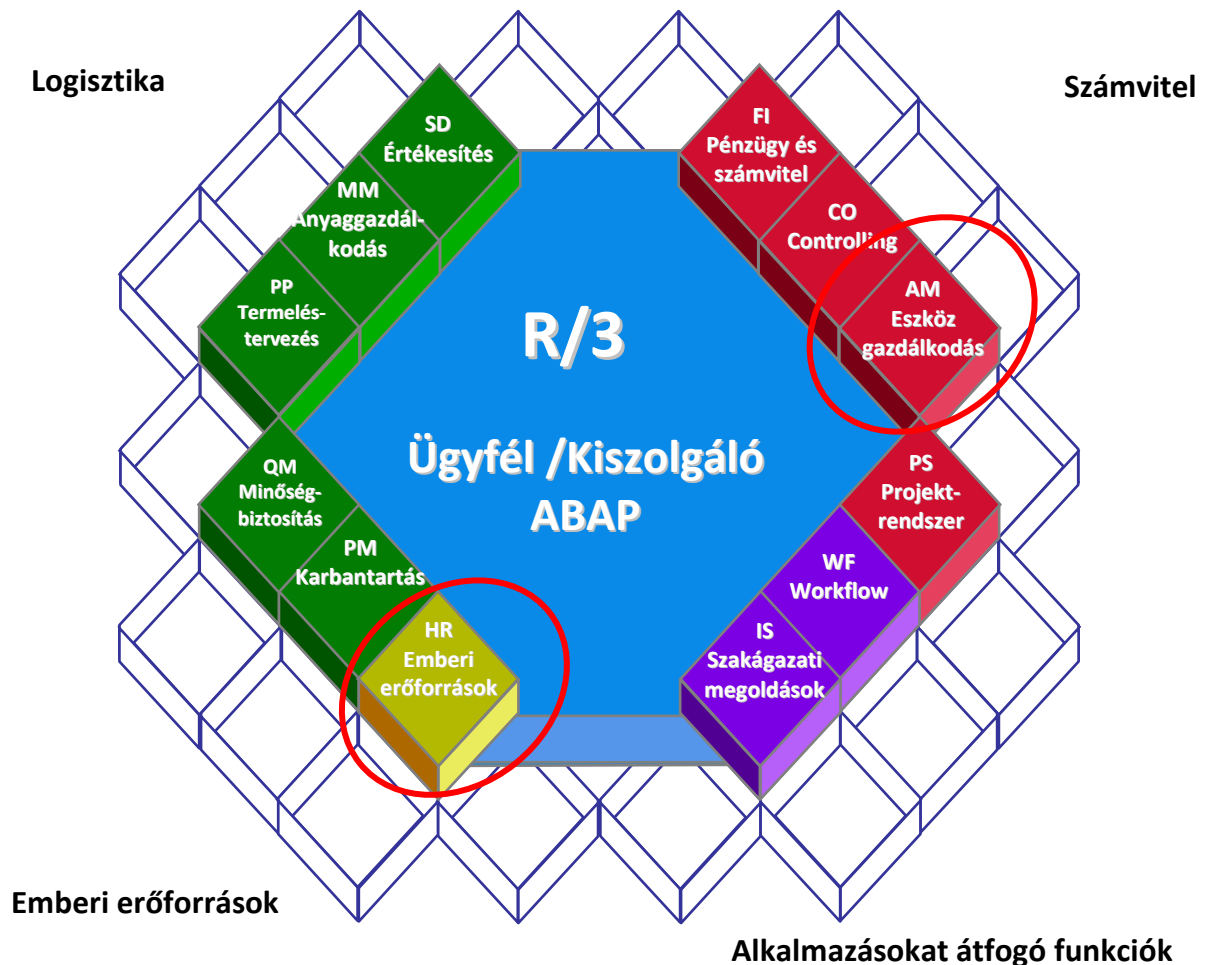 Logisztika
Számvitel
SD
Értékesítés
MM
Anyaggazdál-
kodás
PP
Termelés-
tervezés
FI
Pénzügy és
számvitel
CO
Controlling
AM
Eszköz
gazdálkodás
R/3
Ügyfél /Kiszolgáló
ABAP
QM
Minőség-
biztosítás
PM
Karbantartás
HR
Emberi
erőforrások
PS
Projekt-
rendszer
WF
Workflow
IS
Szakágazati
megoldások
Emberi erőforrások
Alkalmazásokat átfogó funkciók